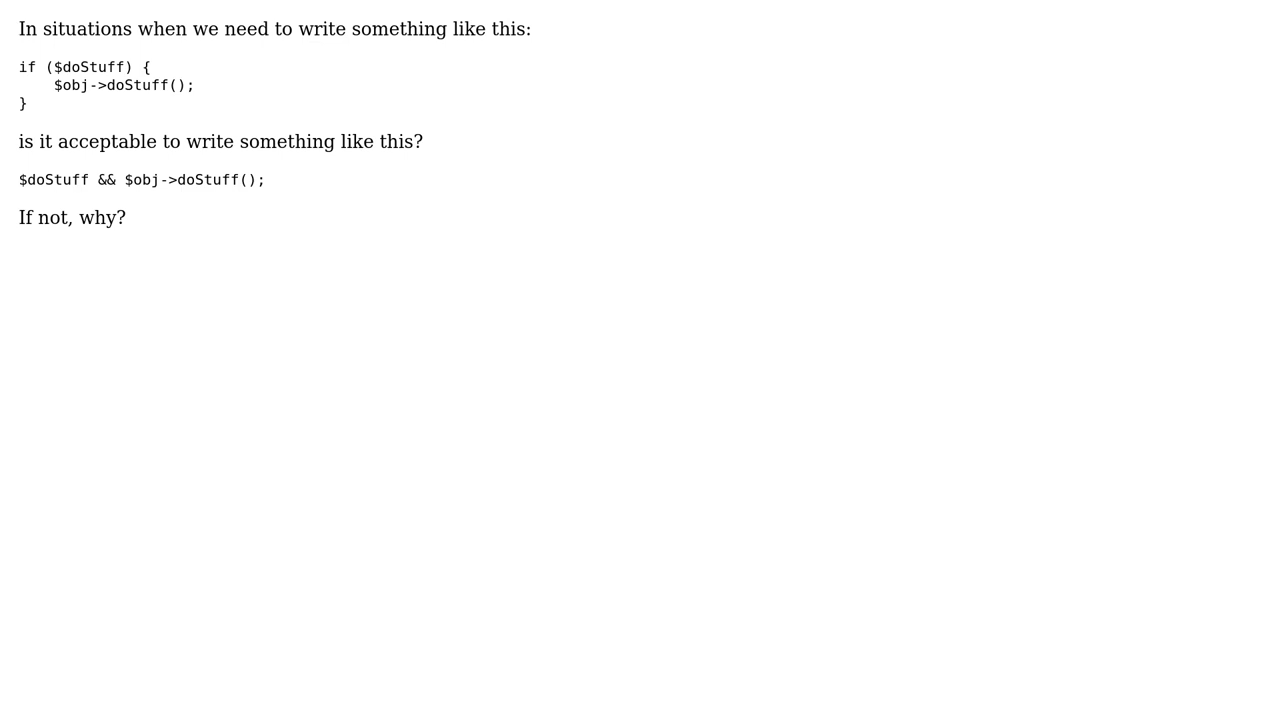 In situations when we need to write something like this:
if ($doStuff) {
    $obj->doStuff();
}
is it acceptable to write something like this?
$doStuff && $obj->doStuff();
If not, why?